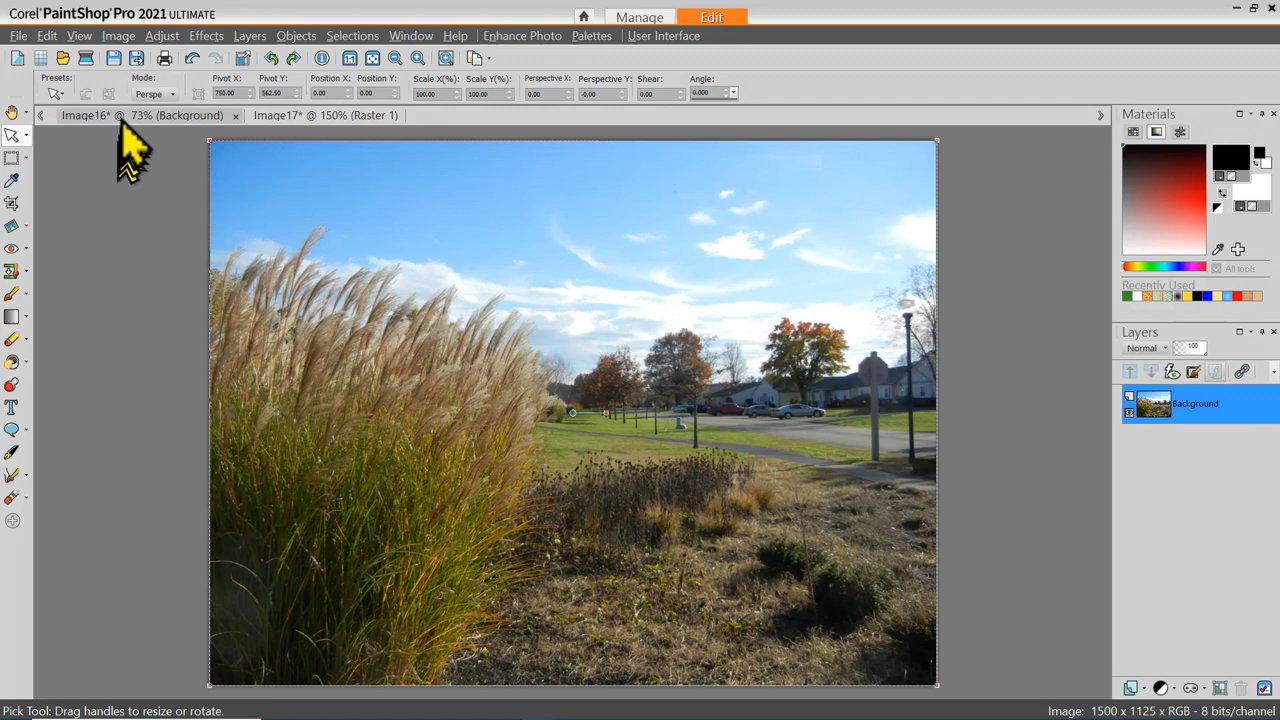 Corel® PaintShop® Pro 2021 ULTIMATE
Manage
Edit
File Edit View Image Adjust Effects Layers Objects Selections Window Help Enhance Photo Palettes User Interface
Presets: Mode: Pivot X: Pivot Y: Position X: Position Y: Scale X(%): Scale Y(%): Perspective X: Perspective Y: Shear: Angle:
Perspe 750.00 562.50 0.00 0.00 100.00 100.00 0.00 -0.00 0.00 0.000
Image16* @ 73% (Background) × Image17* @ 150% (Raster 1)
Materials
All tools
Recently Used
Layers
Normal 100
Background
Pick Tool: Drag handles to resize or rotate.
Image: 1500 x 1125 x RGB - 8 bits/channel